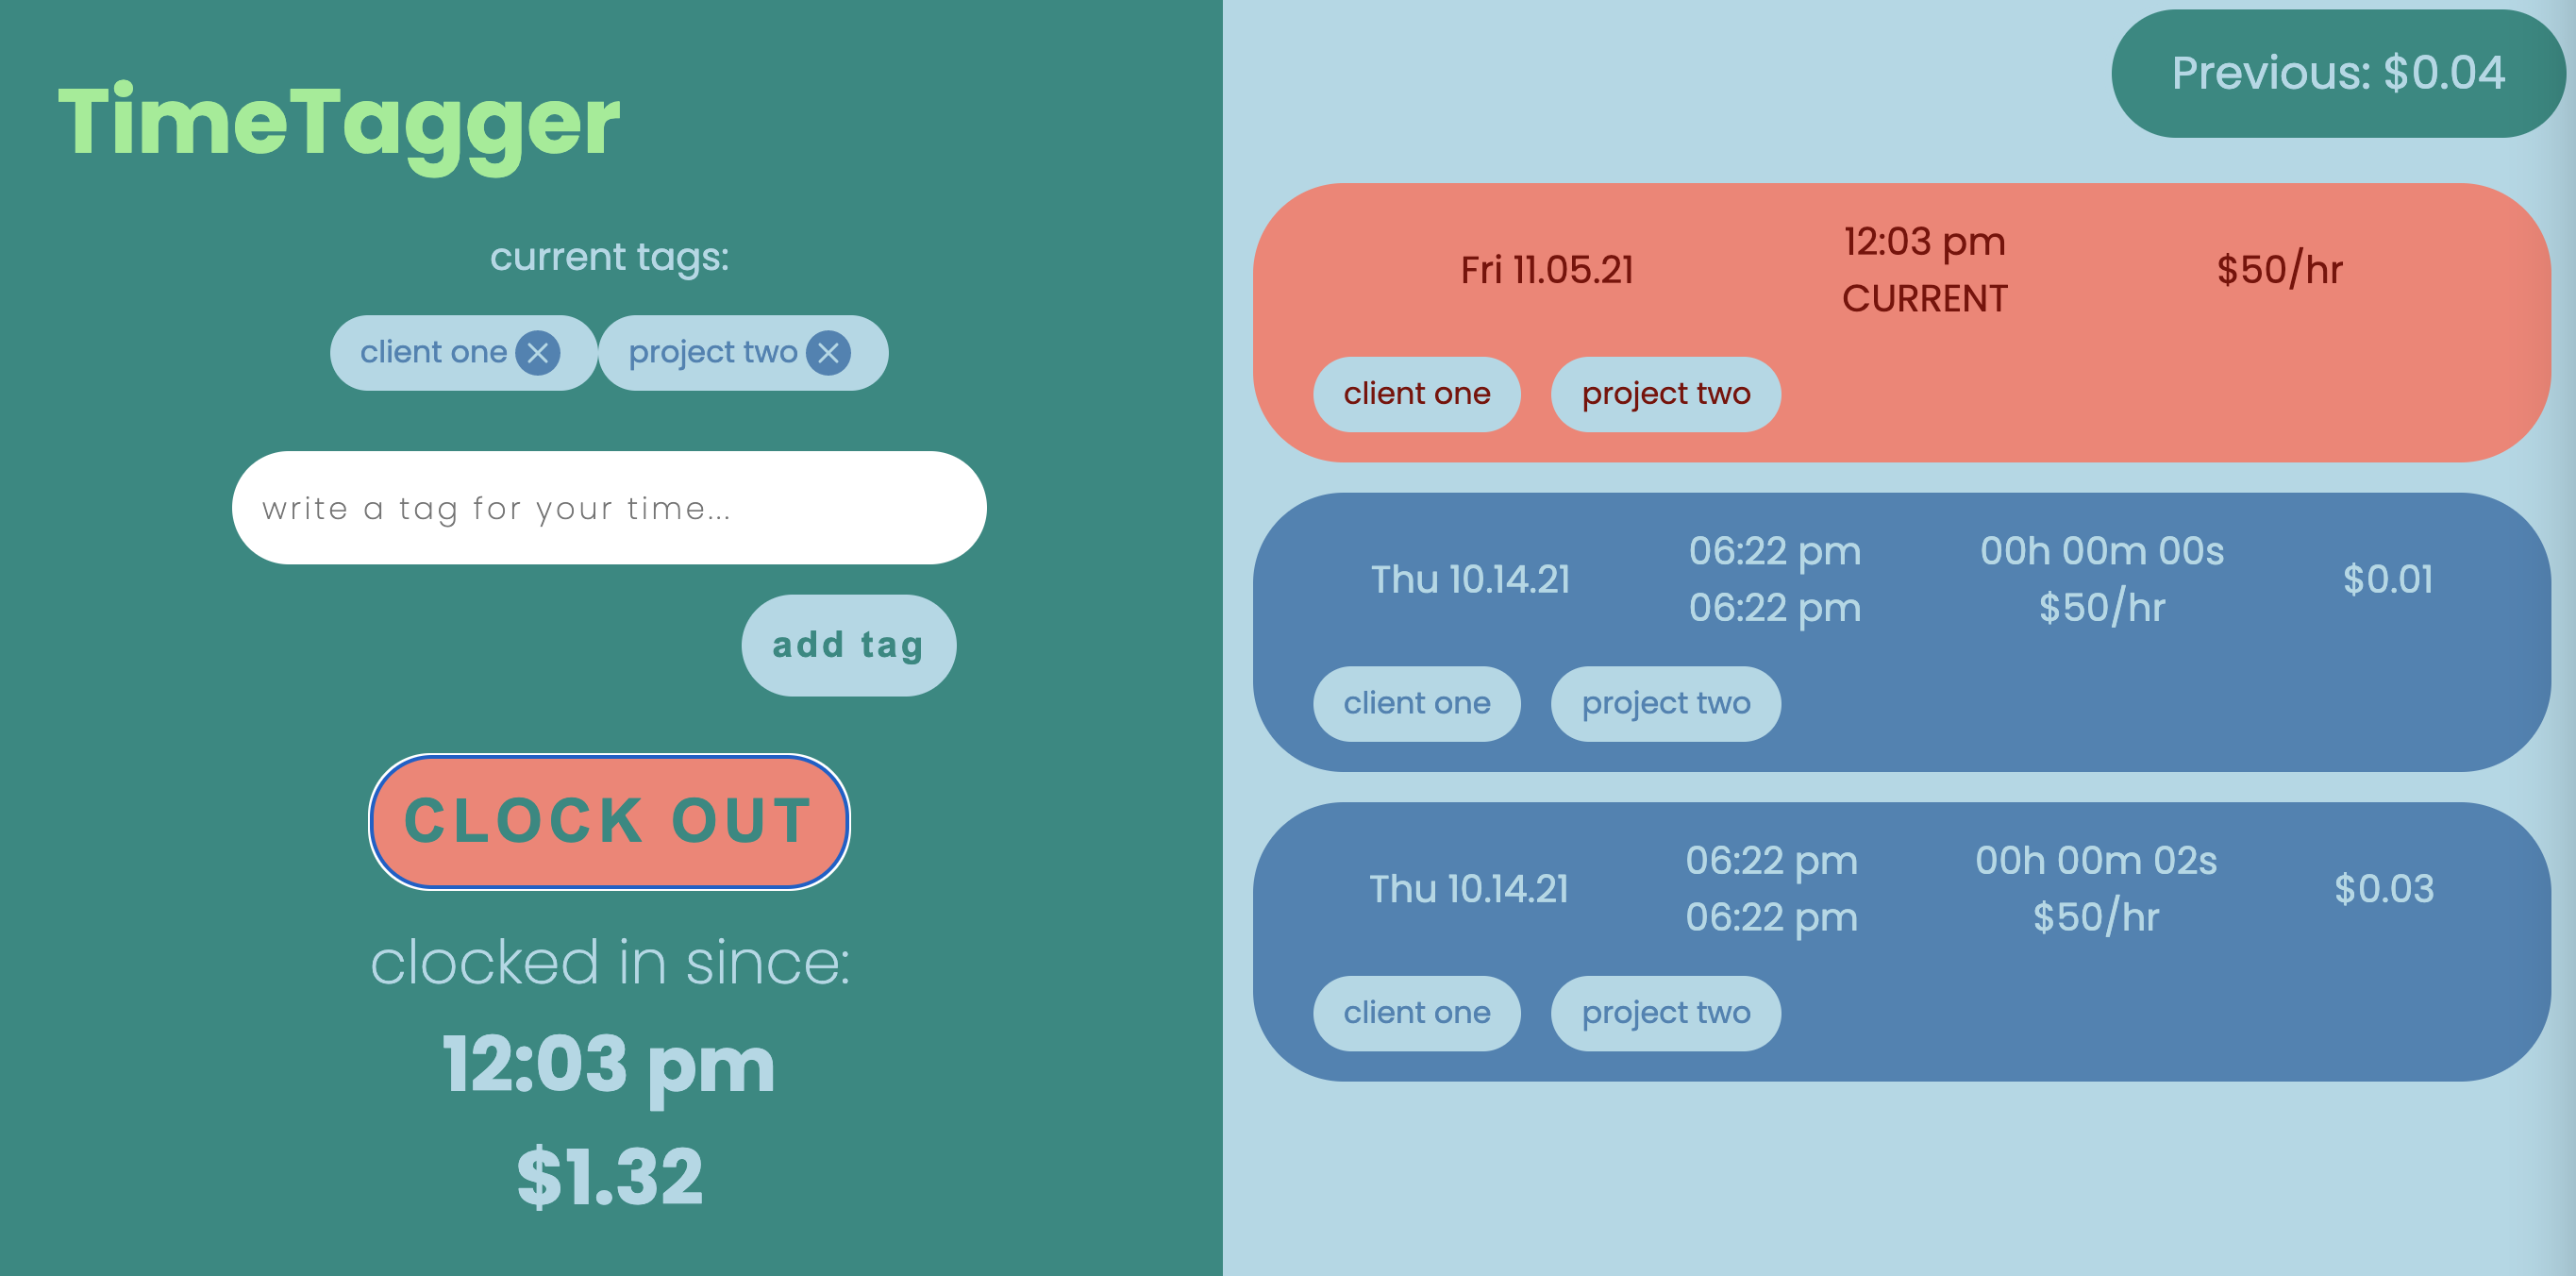 TimeTagger
current tags:
client one
project two
write a tag for your time...
add tag
CLOCK OUT
clocked in since:
12:03 pm
$1.32
Previous: $0.04
Fri 11.05.21
12:03 pm
CURRENT
$50/hr
client one
project two
Thu 10.14.21
06:22 pm
06:22 pm
00h 00m 00s
$50/hr
$0.01
client one
project two
Thu 10.14.21
06:22 pm
06:22 pm
00h 00m 02s
$50/hr
$0.03
client one
project two